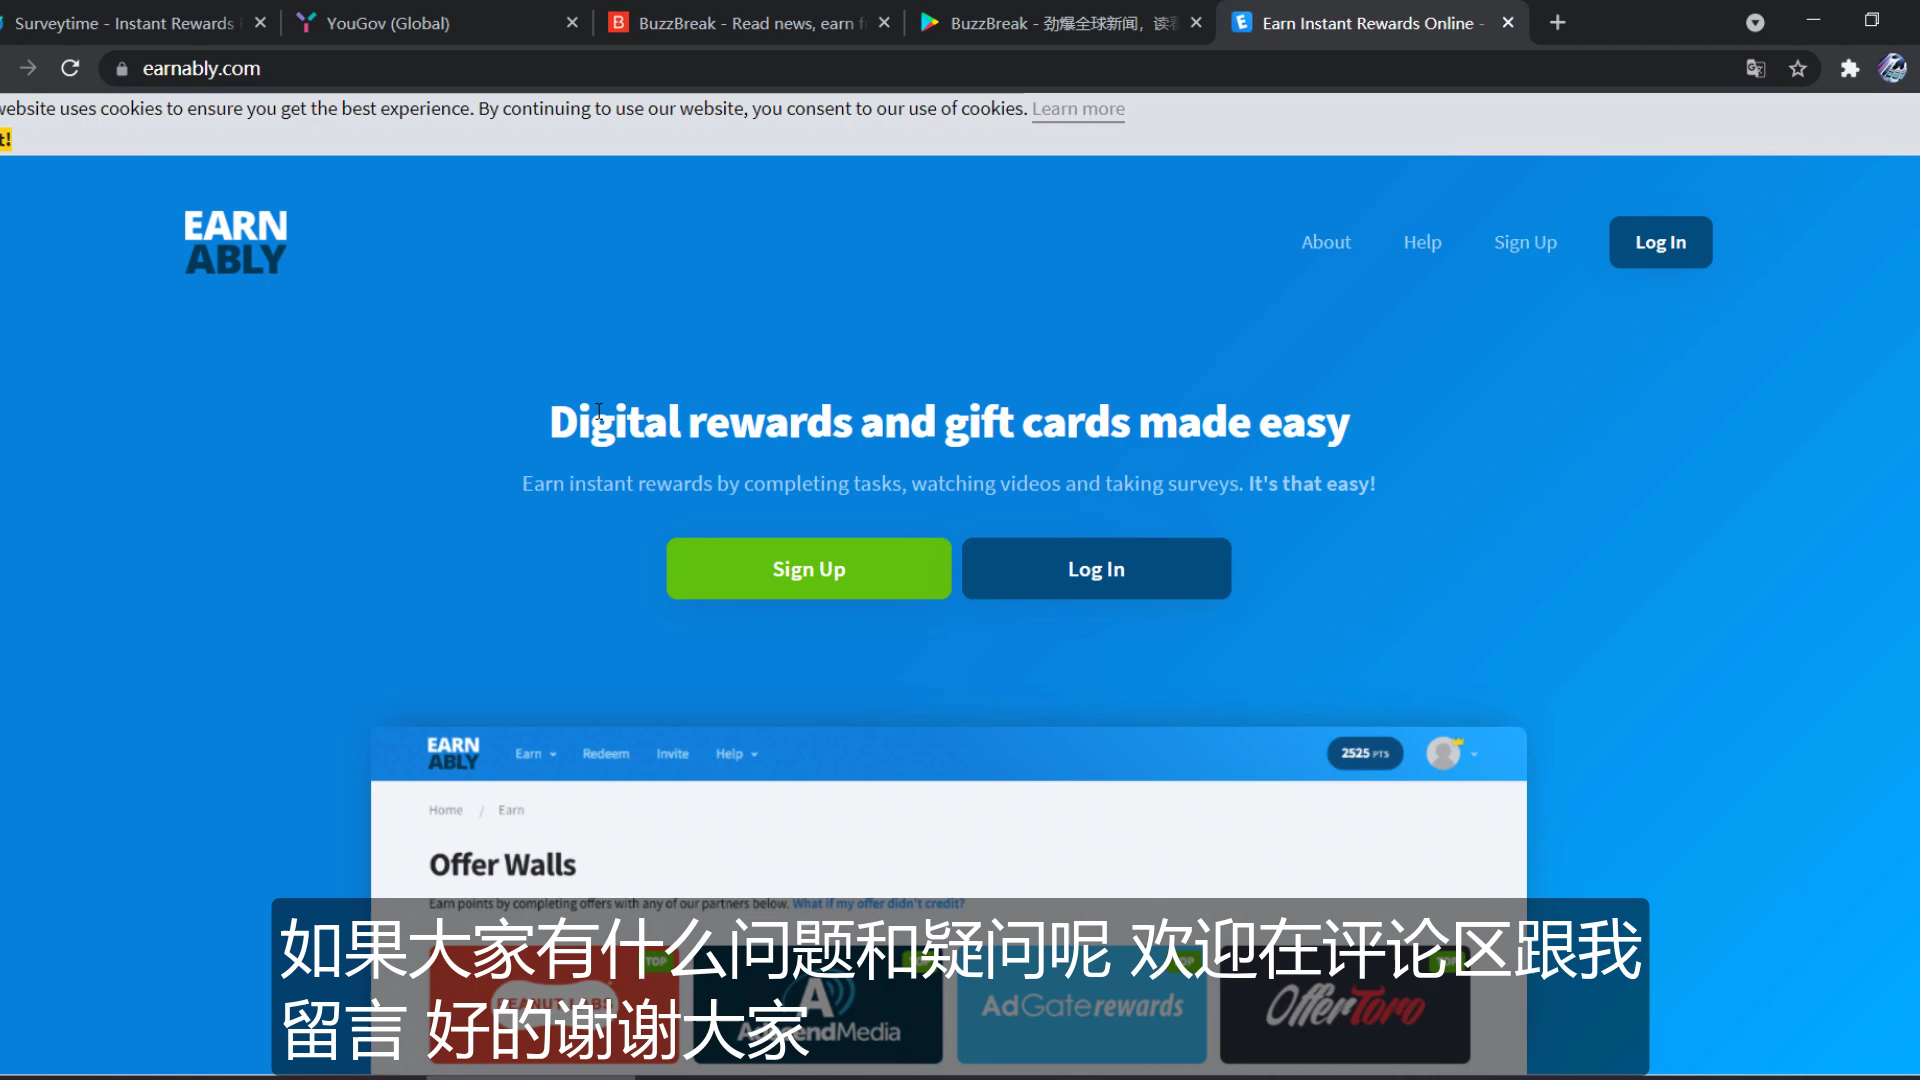 Surveytime - Instant Rewards
YouGov (Global)
BuzzBreak - Read news, earn f
BuzzBreak - 劲爆全球新闻，读
Earn Instant Rewards Online -
earnably.com
website uses cookies to ensure you get the best experience. By continuing to use our website, you consent to our use of cookies. Learn more
t!
EARN
ABLY
About
Help
Sign Up
Log In
Digital rewards and gift cards made easy
Earn instant rewards by completing tasks, watching videos and taking surveys. It's that easy!
Sign Up
Log In
EARN
ABLY
Earn
Redeem
Invite
Help
2525 PTS
Home / Earn
Offer Walls
Earn points by completing offers with any of our partners below. What if my offer didn't credit?
如果大家有什么问题和疑问呢 欢迎在评论区跟我
留言 好的谢谢大家
TOP
AdGate rewards
OfferToro